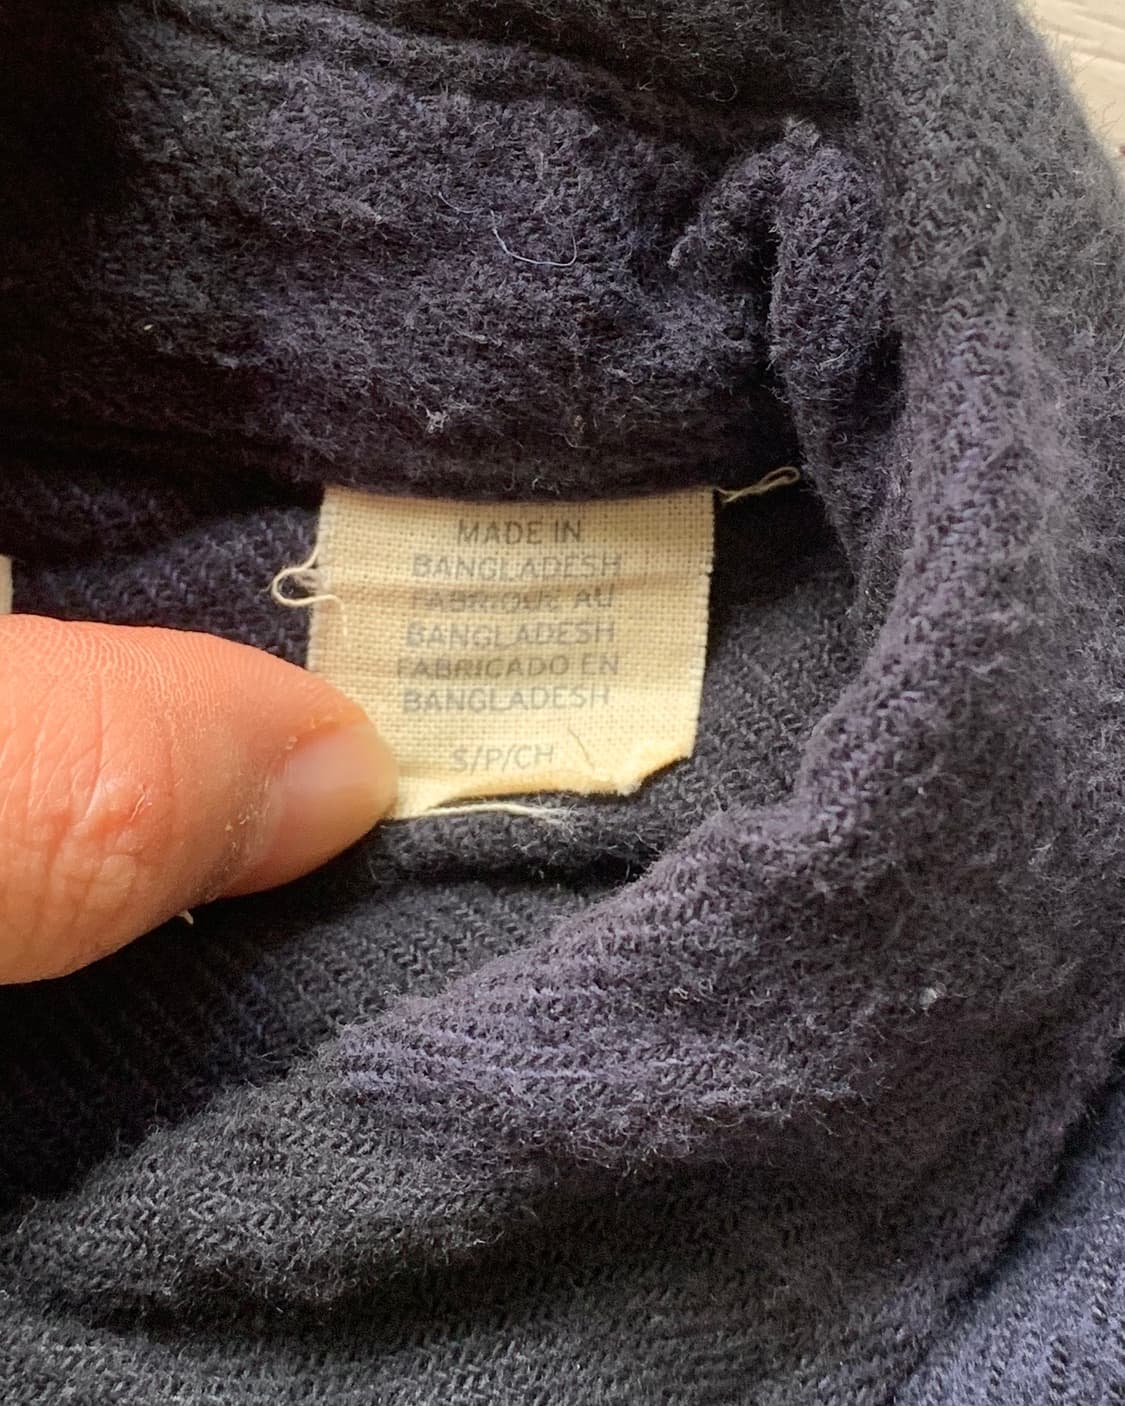 MADE IN
BANGLADESH
FABRIQUÉ AU
BANGLADESH
FABRICADO EN
BANGLADESH
S/P/CH